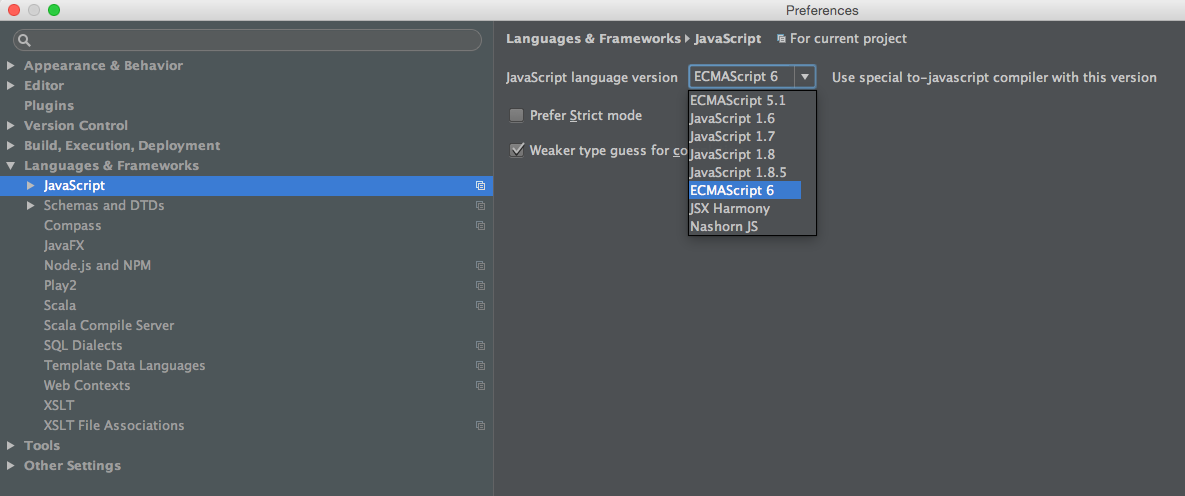 Preferences
Appearance & Behavior
Editor
Plugins
Version Control
Build, Execution, Deployment
Languages & Frameworks
JavaScript
Schemas and DTDs
Compass
JavaFX
Node.js and NPM
Play2
Scala
Scala Compile Server
SQL Dialects
Template Data Languages
Web Contexts
XSLT
XSLT File Associations
Tools
Other Settings
Languages & Frameworks JavaScript For current project
JavaScript language version ECMAScript 6 Use special to-javascript compiler with this version
ECMAScript 5.1
JavaScript 1.6
JavaScript 1.7
JavaScript 1.8
JavaScript 1.8.5
ECMAScript 6
JSX Harmony
Nashorn JS
Prefer Strict mode
Weaker type guess for co